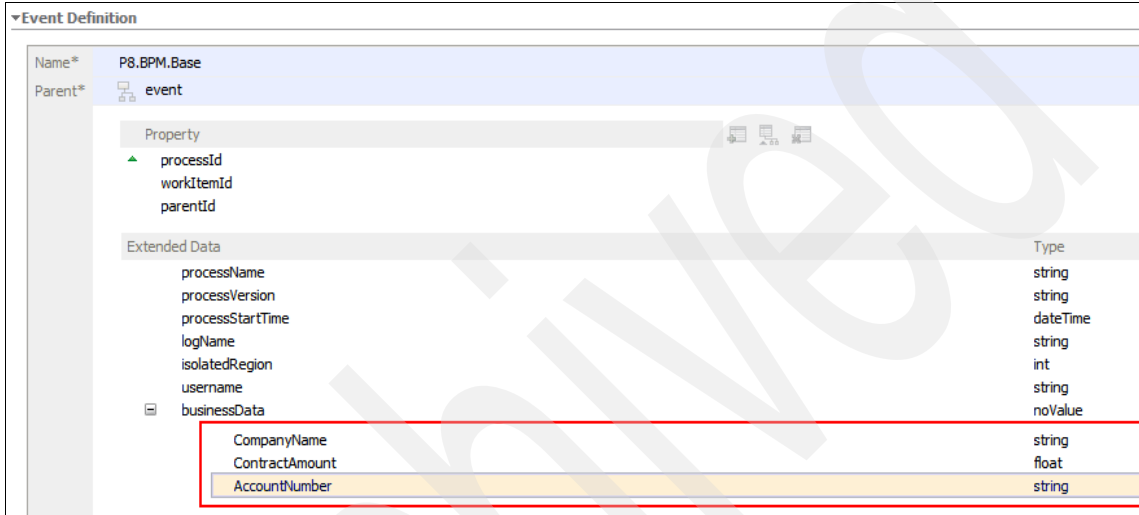 Event Definition
Name* P8.BPM.Base
Parent* event
Property
processId
workItemId
parentId
Extended Data Type
processName string
processVersion string
processStartTime dateTime
logName string
isolatedRegion int
username string
businessData noValue
CompanyName string
ContractAmount float
AccountNumber string